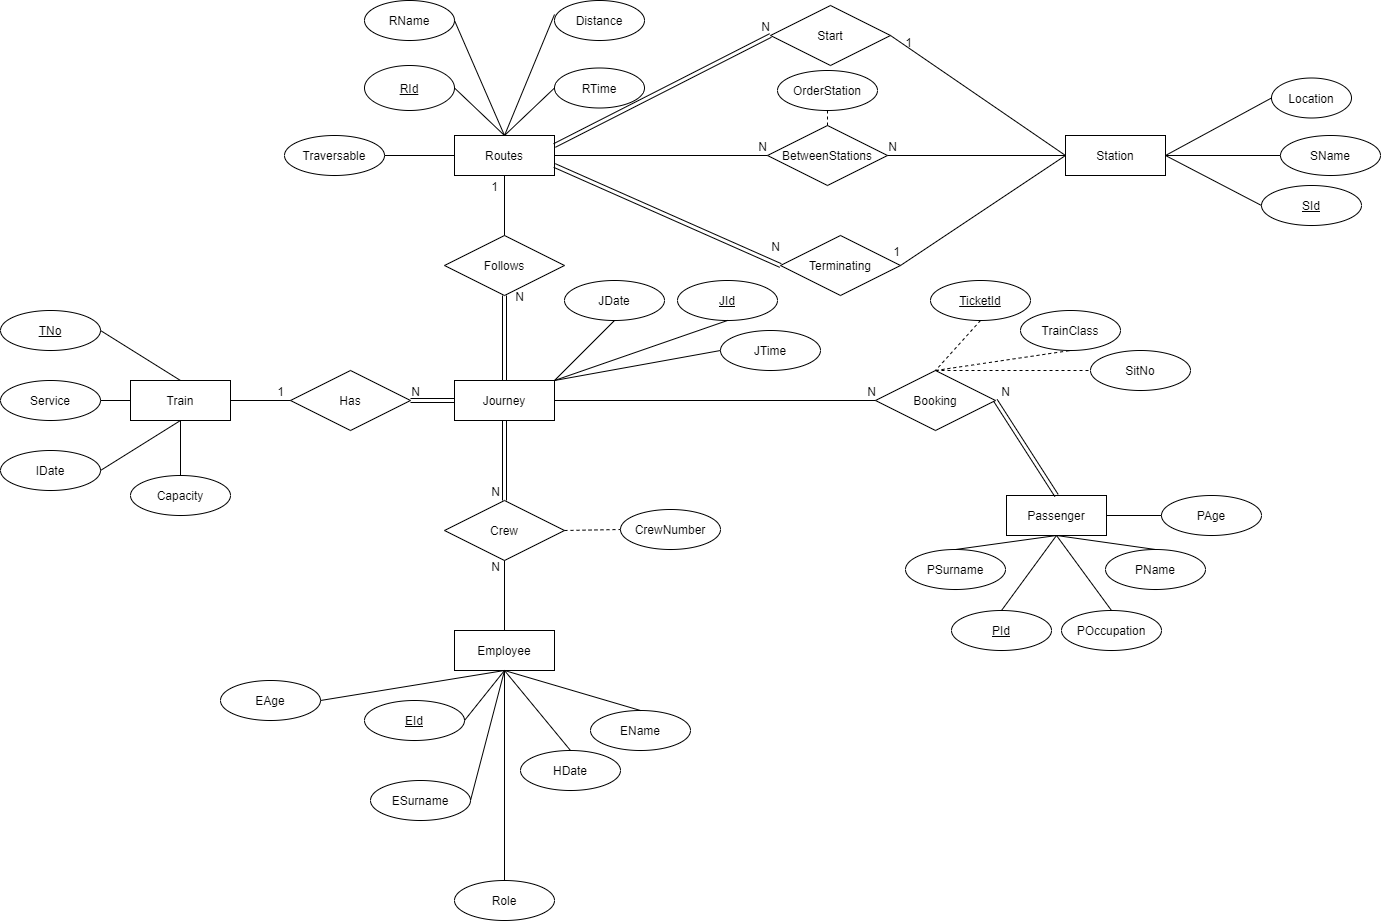 RName
Distance
N
Start
1
RId
RTime
OrderStation
Location
Traversable
Routes
N
BetweenStations
N
Station
SName
1
SId
N
1
Follows
Terminating
N
JDate
JId
TicketId
TNo
TrainClass
JTime
SitNo
Service
Train
1
Has
N
Journey
N
Booking
N
IDate
Capacity
N
Passenger
PAge
Crew
CrewNumber
N
PSurname
PName
PId
POccupation
Employee
EAge
EId
EName
HDate
ESurname
Role